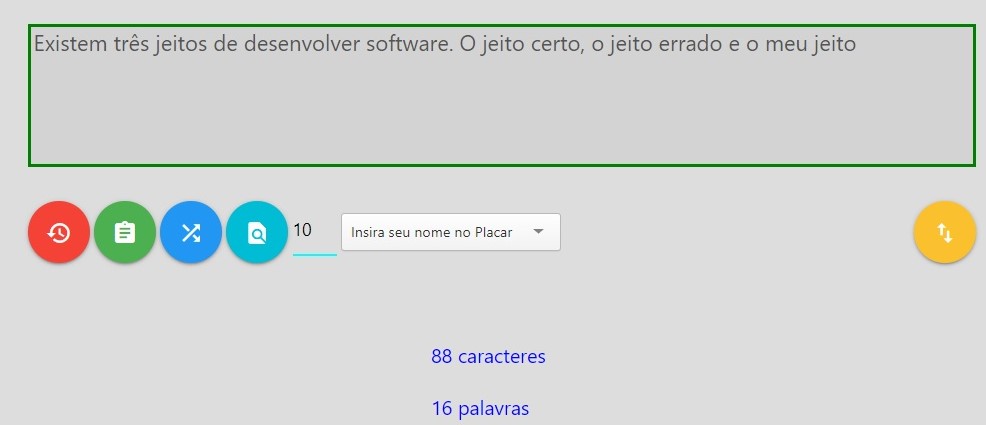 Existem três jeitos de desenvolver software. O jeito certo, o jeito errado e o meu jeito
10
Insira seu nome no Placar
88 caracteres
16 palavras